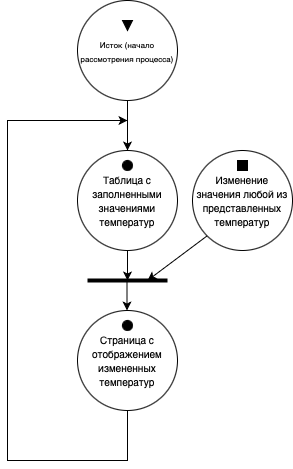 Исток (начало
рассмотрения процесса)
Таблица с
заполненными
значениями
температур
Изменение
значения любой из
представленных
температур
Страница с
отображением
измененных
температур